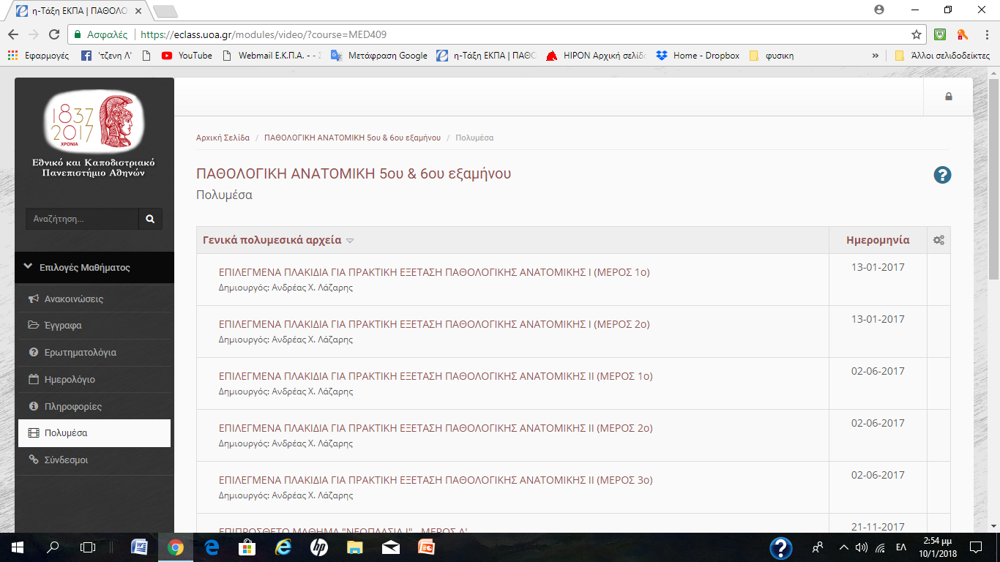 η-Τάξη ΕΚΠΑ | ΠΑΘΟΛΟ
Ασφαλές https://eclass.uoa.gr/modules/video/?course=MED409
Εφαρμογές 'τζενη Λ' YouTube Webmail Ε.Κ.Π.Α. - - Σ Μετάφραση Google η-Τάξη ΕΚΠΑ | ΠΑΘΟ HIPON Αρχική σελίδα Home - Dropbox φυσικη » Άλλοι σελιδοδείκτες
1837
2017
ΧΡΟΝΙΑ
Εθνικό και Καποδιστριακό
Πανεπιστήμιο Αθηνών
Αναζήτηση...
Επιλογές Μαθήματος
Ανακοινώσεις
Έγγραφα
Ερωτηματολόγια
Ημερολόγιο
Πληροφορίες
Πολυμέσα
Σύνδεσμοι
Αρχική Σελίδα / ΠΑΘΟΛΟΓΙΚΗ ΑΝΑΤΟΜΙΚΗ 5ου & 6ου εξαμήνου / Πολυμέσα
ΠΑΘΟΛΟΓΙΚΗ ΑΝΑΤΟΜΙΚΗ 5ου & 6ου εξαμήνου
Πολυμέσα
Γενικά πολυμεσικά αρχεία Ημερομηνία
ΕΠΙΛΕΓΜΕΝΑ ΠΛΑΚΙΔΙΑ ΓΙΑ ΠΡΑΚΤΙΚΗ ΕΞΕΤΑΣΗ ΠΑΘΟΛΟΓΙΚΗΣ ΑΝΑΤΟΜΙΚΗΣ Ι (ΜΕΡΟΣ 1ο) 13-01-2017
Δημιουργός: Ανδρέας Χ. Λάζαρης
ΕΠΙΛΕΓΜΕΝΑ ΠΛΑΚΙΔΙΑ ΓΙΑ ΠΡΑΚΤΙΚΗ ΕΞΕΤΑΣΗ ΠΑΘΟΛΟΓΙΚΗΣ ΑΝΑΤΟΜΙΚΗΣ Ι (ΜΕΡΟΣ 2ο) 13-01-2017
Δημιουργός: Ανδρέας Χ. Λάζαρης
ΕΠΙΛΕΓΜΕΝΑ ΠΛΑΚΙΔΙΑ ΓΙΑ ΠΡΑΚΤΙΚΗ ΕΞΕΤΑΣΗ ΠΑΘΟΛΟΓΙΚΗΣ ΑΝΑΤΟΜΙΚΗΣ ΙΙ (ΜΕΡΟΣ 1ο) 02-06-2017
Δημιουργός: Ανδρέας Χ. Λάζαρης
ΕΠΙΛΕΓΜΕΝΑ ΠΛΑΚΙΔΙΑ ΓΙΑ ΠΡΑΚΤΙΚΗ ΕΞΕΤΑΣΗ ΠΑΘΟΛΟΓΙΚΗΣ ΑΝΑΤΟΜΙΚΗΣ ΙΙ (ΜΕΡΟΣ 2ο) 02-06-2017
Δημιουργός: Ανδρέας Χ. Λάζαρης
ΕΠΙΛΕΓΜΕΝΑ ΠΛΑΚΙΔΙΑ ΓΙΑ ΠΡΑΚΤΙΚΗ ΕΞΕΤΑΣΗ ΠΑΘΟΛΟΓΙΚΗΣ ΑΝΑΤΟΜΙΚΗΣ ΙΙ (ΜΕΡΟΣ 3ο) 02-06-2017
Δημιουργός: Ανδρέας Χ. Λάζαρης
ΕΠΙΠΡΟΣΘΕΤΟ ΜΑΘΗΜΑ "ΝΕΟΠΛΑΣΙΑ Ι" - ΜΕΡΟΣ Α' 21-11-2017
ΕΛ 2:54 μμ
10/1/2018